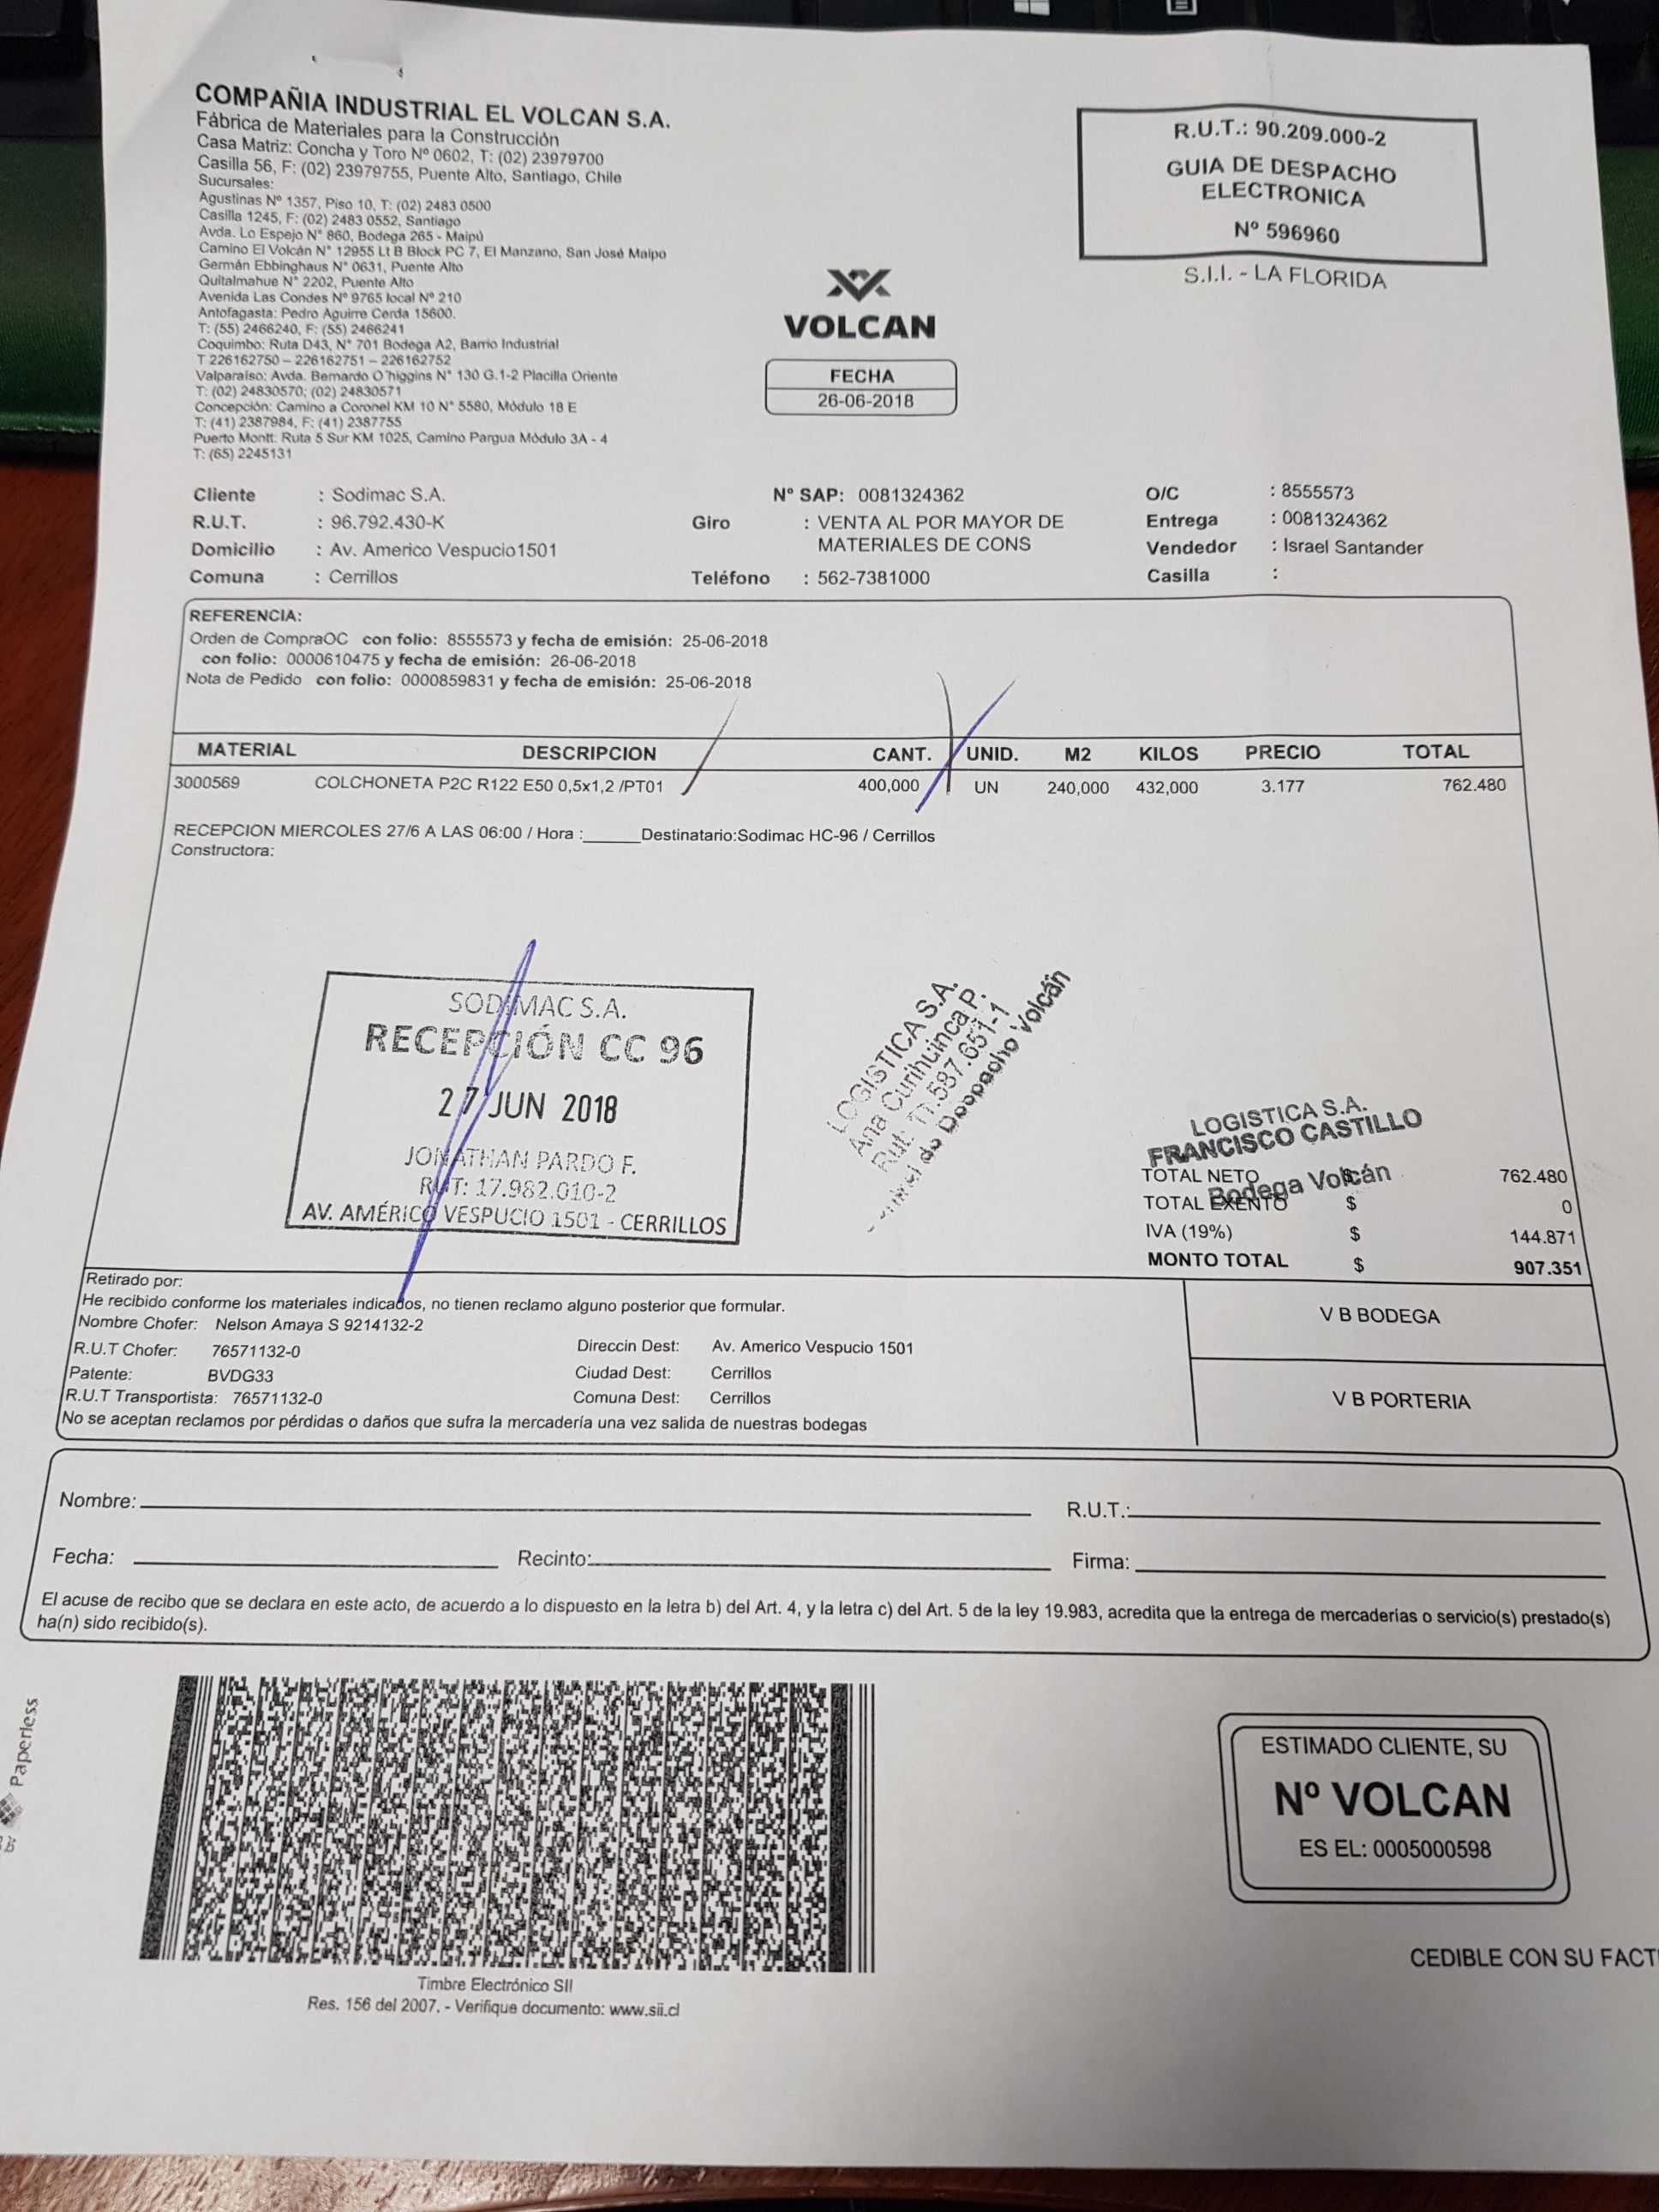 COMPAÑIA INDUSTRIAL EL VOLCAN S.A.
Fábrica de Materiales para la Construcción
Casa Matriz: Concha y Toro Nº 0602, T: (02) 23979700
Casilla 56, F: (02) 23979755, Puente Alto, Santiago, Chile
Sucursales:
Agustinas Nº 1357, Piso 10, T: (02) 2483 0500
Casilla 1245, F: (02) 2483 0552, Santiago
Avda. Lo Espejo N° 860, Bodega 265 - Maipú
Camino El Volcán N° 12955 Lt B Block PC 7, El Manzano, San José Maipo
Germán Ebbinghaus N° 0631, Puente Alto
Quitalmahue N° 2202, Puente Alto
Avenida Las Condes Nº 9765 local Nº 210
Antofagasta: Pedro Aguirre Cerda 15600.
T: (55) 2466240, F: (55) 2466241
Coquimbo: Ruta D43, N° 701 Bodega A2, Barrio Industrial
T 226162750 – 226162751 – 226162752
Valparaíso: Avda. Bernardo O´higgins N° 130 G.1-2 Placilla Oriente
T: (02) 24830570; (02) 24830571
Concepción: Camino a Coronel KM 10 N° 5580, Módulo 18 E
T: (41) 2387984, F: (41) 2387755
Puerto Montt: Ruta 5 Sur KM 1025, Camino Pargua Módulo 3A - 4
T: (65) 2245131
VOLCAN
FECHA
26-06-2018
R.U.T.: 90.209.000-2
GUIA DE DESPACHO
ELECTRONICA
Nº 596960
S.I.I. - LA FLORIDA
Cliente : Sodimac S.A. Nº SAP: 0081324362 O/C : 8555573
R.U.T. : 96.792.430-K Giro : VENTA AL POR MAYOR DE Entrega : 0081324362
MATERIALES DE CONS
Domicilio : Av. Americo Vespucio1501 Vendedor : Israel Santander
Comuna : Cerrillos Teléfono : 562-7381000 Casilla :
REFERENCIA:
Orden de CompraOC con folio: 8555573 y fecha de emisión: 25-06-2018
con folio: 0000610475 y fecha de emisión: 26-06-2018
Nota de Pedido con folio: 0000859831 y fecha de emisión: 25-06-2018
MATERIAL DESCRIPCION CANT. UNID. M2 KILOS PRECIO TOTAL
3000569 COLCHONETA P2C R122 E50 0,5x1,2 /PT01 400,000 UN 240,000 432,000 3.177 762.480
RECEPCION MIERCOLES 27/6 A LAS 06:00 / Hora :______Destinatario:Sodimac HC-96 / Cerrillos
Constructora:
SODIMAC S.A.
RECEPCIÓN CC 96
27 JUN 2018
JONATHAN PARDO F.
RUT: 17.982.010-2
AV. AMÉRICO VESPUCIO 1501 - CERRILLOS
LOGISTICA S.A.
Ana Curihuinca P.
Rut: 11.587.651-1
Despacho Volcán
LOGISTICA S.A.
FRANCISCO CASTILLO
Bodega Volcán
TOTAL NETO $ 762.480
TOTAL EXENTO $ 0
IVA (19%) $ 144.871
MONTO TOTAL $ 907.351
Retirado por:
He recibido conforme los materiales indicados, no tienen reclamo alguno posterior que formular.
Nombre Chofer: Nelson Amaya S 9214132-2
R.U.T Chofer: 76571132-0 Direccin Dest: Av. Americo Vespucio 1501
Patente: BVDG33 Ciudad Dest: Cerrillos
R.U.T Transportista: 76571132-0 Comuna Dest: Cerrillos
No se aceptan reclamos por pérdidas o daños que sufra la mercadería una vez salida de nuestras bodegas
V B BODEGA
V B PORTERIA
Nombre: R.U.T.:
Fecha: Recinto: Firma:
El acuse de recibo que se declara en este acto, de acuerdo a lo dispuesto en la letra b) del Art. 4, y la letra c) del Art. 5 de la ley 19.983, acredita que la entrega de mercaderías o servicio(s) prestado(s)
ha(n) sido recibido(s).
Paperless
Timbre Electrónico SII
Res. 156 del 2007. - Verifique documento: www.sii.cl
ESTIMADO CLIENTE, SU
Nº VOLCAN
ES EL: 0005000598
CEDIBLE CON SU FACT